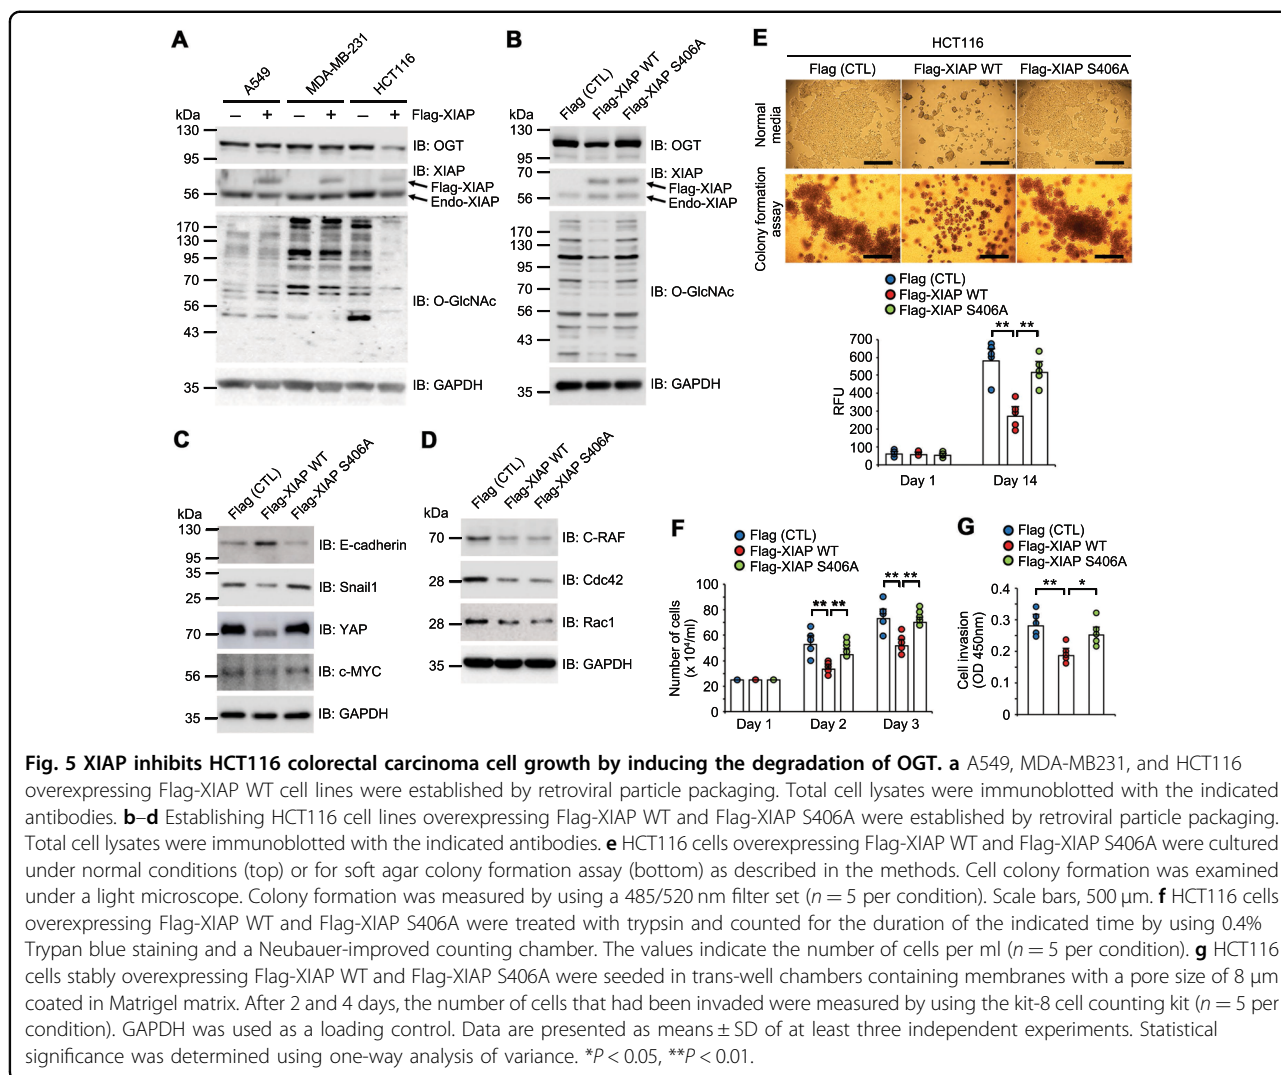 A
A549
MDA-MB-231
HCT116
kDa
− + − + − + Flag-XIAP
130
95
IB: OGT
IB: XIAP
Flag-XIAP
56
Endo-XIAP
170
130
95
70
56
43
IB: O-GlcNAc
35
IB: GAPDH
B
Flag (CTL)
Flag-XIAP WT
Flag-XIAP S406A
kDa
130
95
IB: OGT
70
IB: XIAP
Flag-XIAP
56
Endo-XIAP
170
130
95
70
56
43
IB: O-GlcNAc
35
IB: GAPDH
C
Flag (CTL)
Flag-XIAP WT
Flag-XIAP S406A
kDa
130
95
IB: E-cadherin
35
25
IB: Snail1
70
IB: YAP
56
IB: c-MYC
35
IB: GAPDH
D
Flag (CTL)
Flag-XIAP WT
Flag-XIAP S406A
kDa
70
IB: C-RAF
28
IB: Cdc42
28
IB: Rac1
35
IB: GAPDH
E
HCT116
Flag (CTL) Flag-XIAP WT Flag-XIAP S406A
Normal
media
Colony formation
assay
Flag (CTL)
Flag-XIAP WT
Flag-XIAP S406A
** **
700
600
500
400
300
200
100
0
RFU
Day 1 Day 14
F
Flag (CTL)
Flag-XIAP WT
Flag-XIAP S406A
** ** ** **
100
80
60
40
20
0
Number of cells
(x 10⁴/ml)
Day 1 Day 2 Day 3
G
Flag (CTL)
Flag-XIAP WT
Flag-XIAP S406A
** *
0.4
0.3
0.2
0.1
0
Cell invasion
(OD 450nm)
Fig. 5 XIAP inhibits HCT116 colorectal carcinoma cell growth by inducing the degradation of OGT. a A549, MDA-MB231, and HCT116
overexpressing Flag-XIAP WT cell lines were established by retroviral particle packaging. Total cell lysates were immunoblotted with the indicated
antibodies. b–d Establishing HCT116 cell lines overexpressing Flag-XIAP WT and Flag-XIAP S406A were established by retroviral particle packaging.
Total cell lysates were immunoblotted with the indicated antibodies. e HCT116 cells overexpressing Flag-XIAP WT and Flag-XIAP S406A were cultured
under normal conditions (top) or for soft agar colony formation assay (bottom) as described in the methods. Cell colony formation was examined
under a light microscope. Colony formation was measured by using a 485/520 nm filter set (n = 5 per condition). Scale bars, 500 μm. f HCT116 cells
overexpressing Flag-XIAP WT and Flag-XIAP S406A were treated with trypsin and counted for the duration of the indicated time by using 0.4%
Trypan blue staining and a Neubauer-improved counting chamber. The values indicate the number of cells per ml (n = 5 per condition). g HCT116
cells stably overexpressing Flag-XIAP WT and Flag-XIAP S406A were seeded in trans-well chambers containing membranes with a pore size of 8 μm
coated in Matrigel matrix. After 2 and 4 days, the number of cells that had been invaded were measured by using the kit-8 cell counting kit (n = 5 per
condition). GAPDH was used as a loading control. Data are presented as means ± SD of at least three independent experiments. Statistical
significance was determined using one-way analysis of variance. *P < 0.05, **P < 0.01.